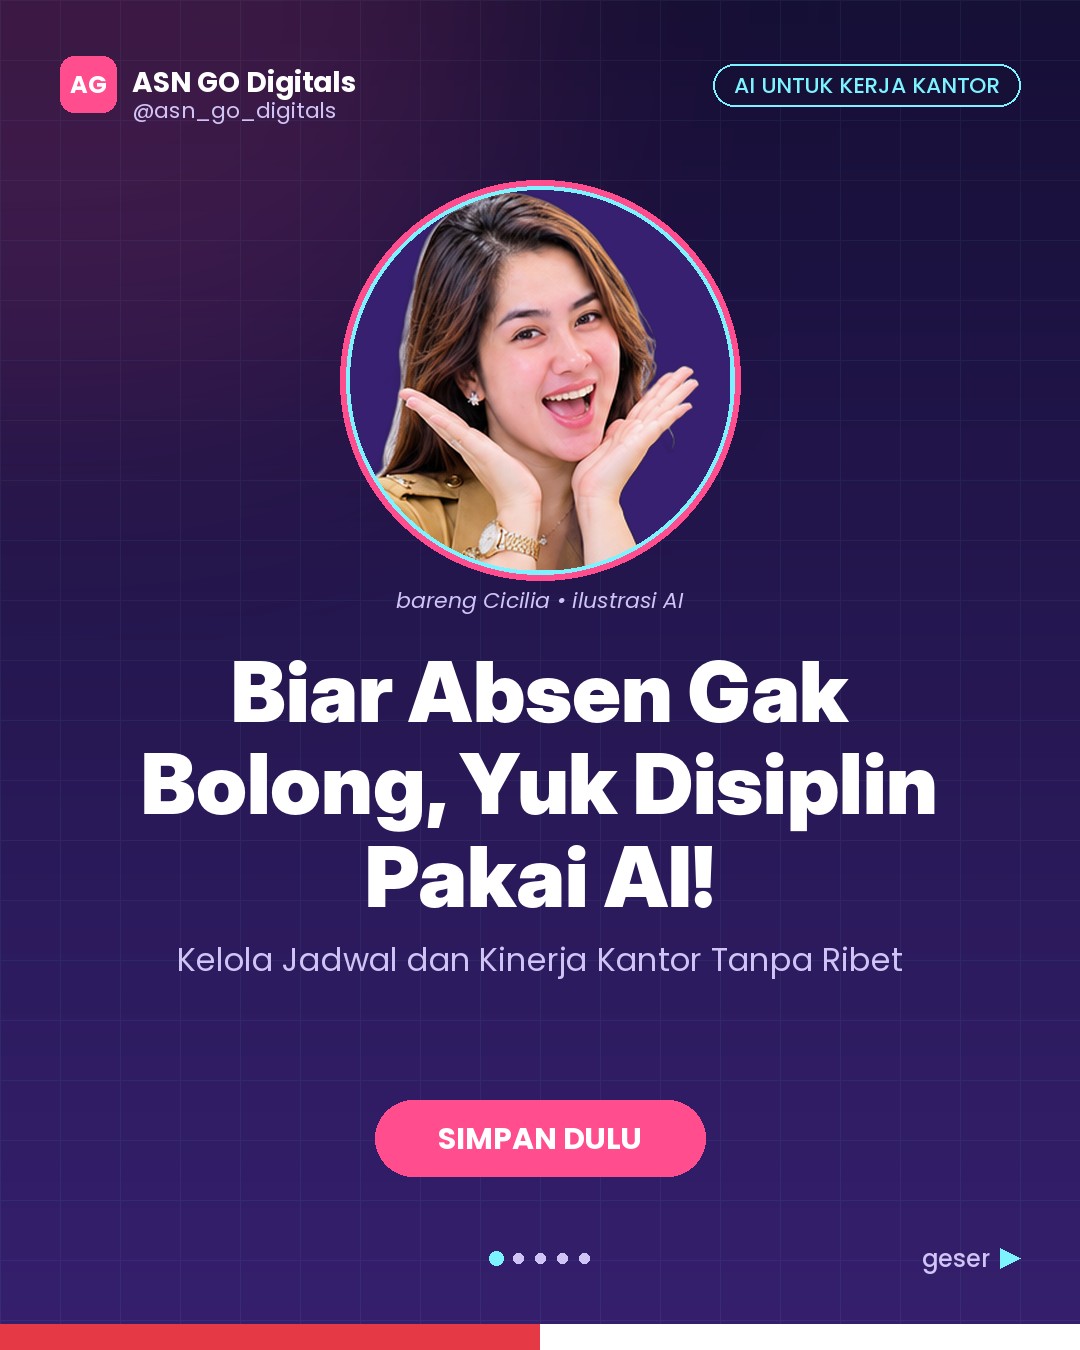 AG
ASN GO Digitals
@asn_go_digitals
AI UNTUK KERJA KANTOR
bareng Cicilia • ilustrasi AI
Biar Absen Gak
Bolong, Yuk Disiplin
Pakai AI!
Kelola Jadwal dan Kinerja Kantor Tanpa Ribet
SIMPAN DULU
geser